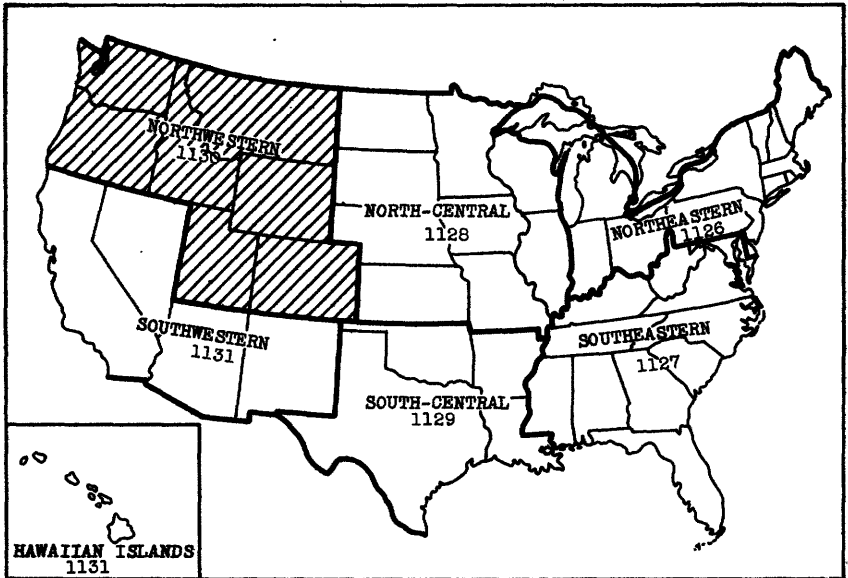 NORTHWESTERN
1130
NORTH-CENTRAL
1128
NORTHEASTERN
1126
SOUTHWESTERN
1131
SOUTHEASTERN
1127
SOUTH-CENTRAL
1129
HAWAIIAN ISLANDS
1131